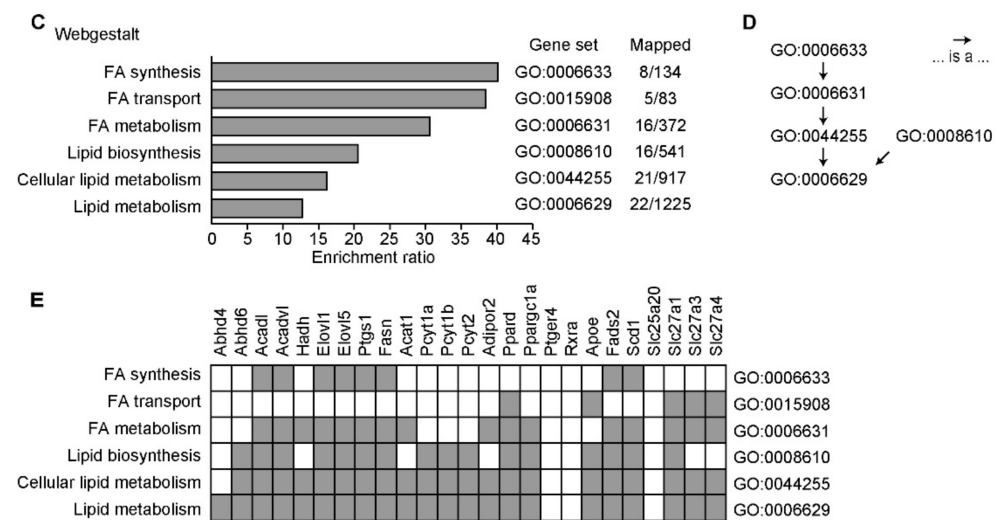 C
Webgestalt
Gene set Mapped
FA synthesis GO:0006633 8/134
FA transport GO:0015908 5/83
FA metabolism GO:0006631 16/372
Lipid biosynthesis GO:0008610 16/541
Cellular lipid metabolism GO:0044255 21/917
Lipid metabolism GO:0006629 22/1225
0 5 10 15 20 25 30 35 40 45
Enrichment ratio
D
GO:0006633
... is a ...
GO:0006631
GO:0044255 GO:0008610
GO:0006629
E
Abhd4
Abhd6
Acadl
Acadvl
Hadh
Elovl1
Elovl5
Ptgs1
Fasn
Acat1
Pcyt1a
Pcyt1b
Pcyt2
Adipor2
Ppard
Ppargc1a
Ptger4
Rxra
Apoe
Fads2
Scd1
Slc25a20
Slc27a1
Slc27a3
Slc27a4
FA synthesis GO:0006633
FA transport GO:0015908
FA metabolism GO:0006631
Lipid biosynthesis GO:0008610
Cellular lipid metabolism GO:0044255
Lipid metabolism GO:0006629